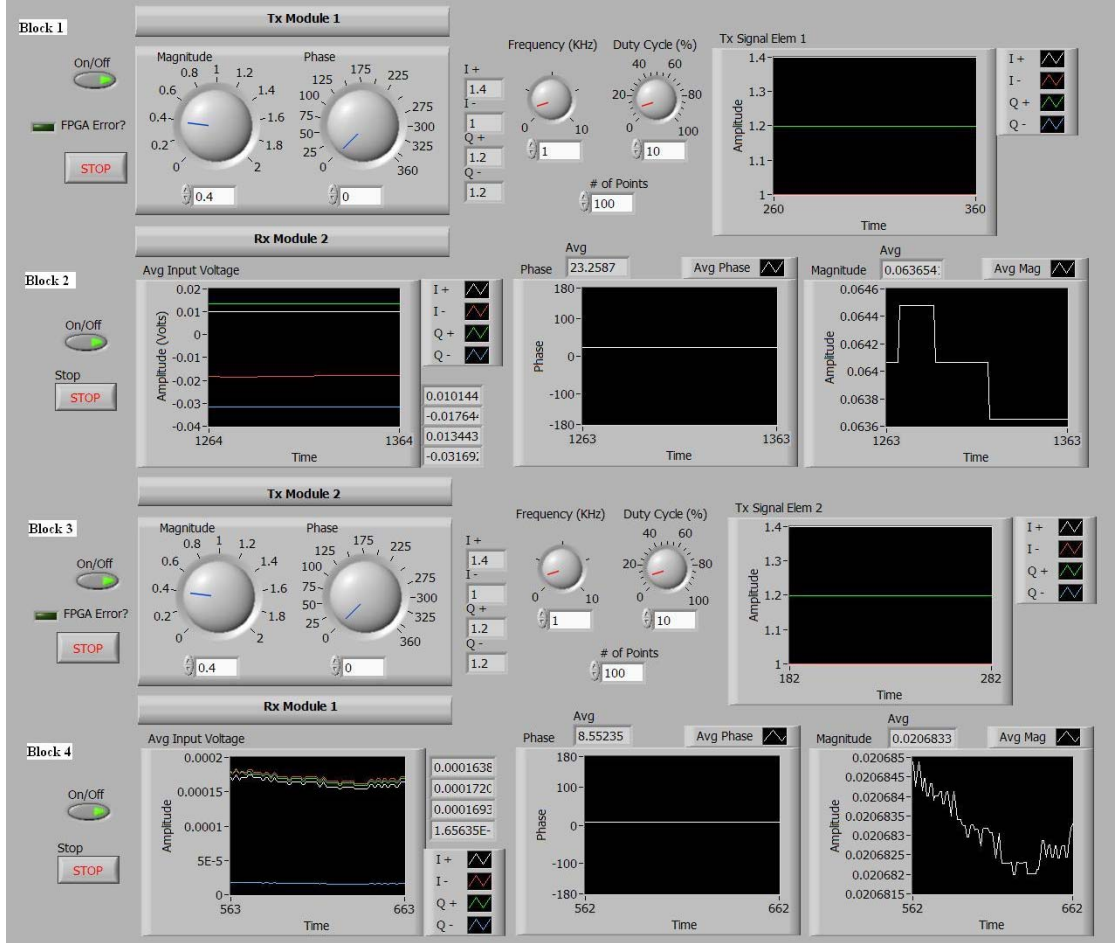 Block 1
Tx Module 1
On/Off
FPGA Error?
STOP
Magnitude
0 0.2 0.4 0.6 0.8 1 1.2 1.4 1.6 1.8 2
0.4
Phase
0 25 50 75 100 125 175 225 275 300 325 360
0
I +
1.4
I -
1
Q +
1.2
Q -
1.2
Frequency (KHz)
0 10
1
Duty Cycle (%)
0 20 40 60 80 100
10
# of Points
100
Tx Signal Elem 1
Amplitude
1.4
1.3
1.2
1.1
1
260 360
Time
I +
I -
Q +
Q -
Block 2
Rx Module 2
On/Off
Stop
STOP
Avg Input Voltage
Amplitude (Volts)
0.02
0.01
0
-0.01
-0.02
-0.03
-0.04
1264 1364
Time
I +
I -
Q +
Q -
0.010144
-0.01764
0.013443
-0.03169
Avg
Phase 23.2587
Avg Phase
Phase
180
100
0
-100
-180
1263 1363
Time
Avg
Magnitude 0.063654
Avg Mag
Amplitude
0.0646
0.0644
0.0642
0.064
0.0638
0.0636
1263 1363
Time
Block 3
Tx Module 2
On/Off
FPGA Error?
STOP
Magnitude
0 0.2 0.4 0.6 0.8 1 1.2 1.4 1.6 1.8 2
0.4
Phase
0 25 50 75 100 125 175 225 275 300 325 360
0
I +
1.4
I -
1
Q +
1.2
Q -
1.2
Frequency (KHz)
0 10
1
Duty Cycle (%)
0 20 40 60 80 100
10
# of Points
100
Tx Signal Elem 2
Amplitude
1.4
1.3
1.2
1.1
1
182 282
Time
I +
I -
Q +
Q -
Block 4
Rx Module 1
On/Off
Stop
STOP
Avg Input Voltage
Amplitude
0.0002
0.00015
0.0001
5E-5
0
563 663
Time
0.0001638
0.000172
0.0001693
1.65635E-
I +
I -
Q +
Q -
Avg
Phase 8.55235
Avg Phase
Phase
180
100
0
-100
-180
562 662
Time
Avg
Magnitude 0.0206833
Avg Mag
Amplitude
0.020685
0.0206845
0.020684
0.0206835
0.020683
0.0206825
0.020682
0.0206815
562 662
Time